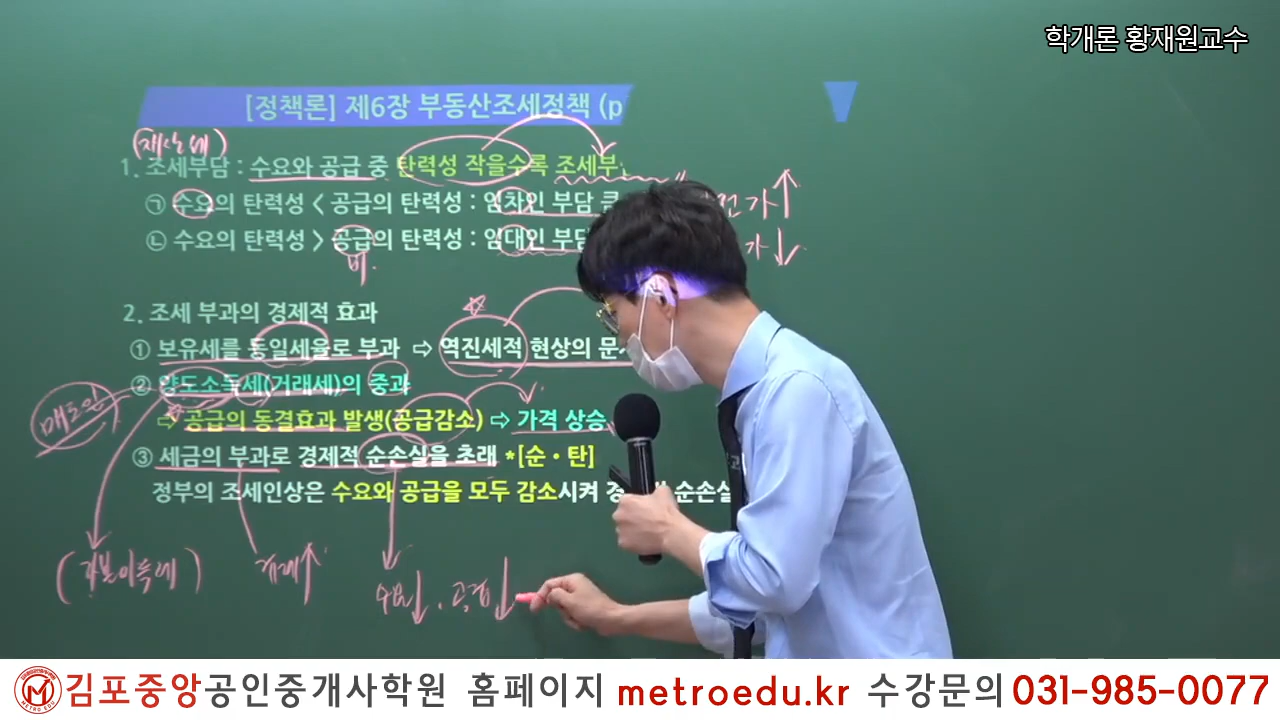 학개론 황재원교수
[정책론] 제6장 부동산조세정책 (p
(재산세)
1. 조세부담 : 수요와 공급 중 탄력성 작을수록 조세부
㉠ 수요의 탄력성 < 공급의 탄력성 : 임차인 부담 큼 전가↑
㉡ 수요의 탄력성 > 공급의 탄력성 : 임대인 부담 가↓
비.
2. 조세 부과의 경제적 효과
① 보유세를 동일세율로 부과 ⇨ 역진세적 현상의 문
② 양도소득세(거래세)의 중과
매도인
⇨ 공급의 동결효과 발생(공급감소) ⇨ 가격 상승
③ 세금의 부과로 경제적 순손실을 초래 *[순·탄]
정부의 조세인상은 수요와 공급을 모두 감소시켜 경 순손실
(자본이득세) 규제↑ 수요↓. 공급↓
김포중앙공인중개사학원 홈페이지 metroedu.kr 수강문의 031-985-0077
METRO EDU